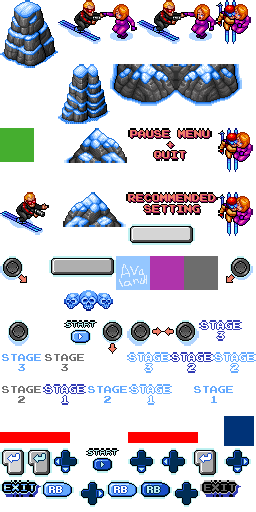 PAUSE MENU
+
QUIT
RECOMMENDED
SETTING
Ava
land!
START
STAGE
3
STAGE
3
STAGE
3
STAGE
3
STAGE
2
STAGE
2
STAGE
2
STAGE
1
STAGE
2
STAGE
1
STAGE
1
START
EXIT
RB
RB
RB
EXIT